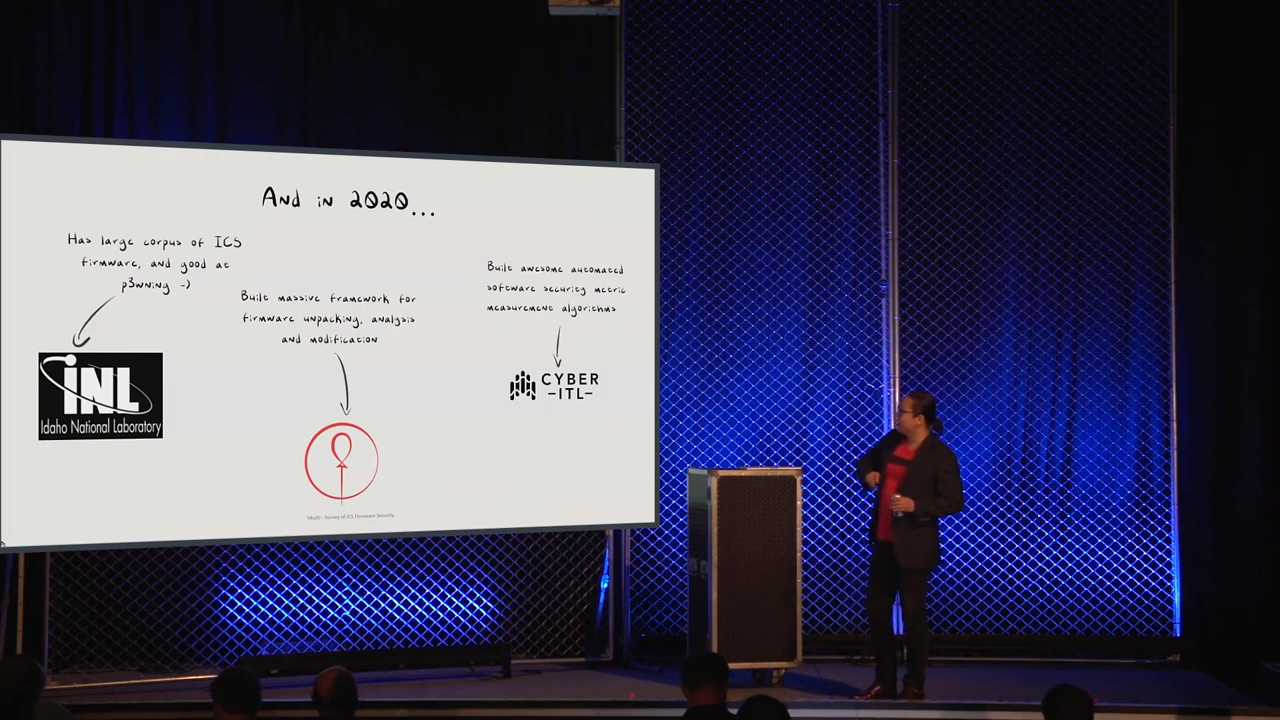 And in 2020...
Has large corpus of ICS
firmware, and good at
p3wning -)
Built massive framework for
firmware unpacking, analysis
and modification
Built awesome automated
software security metric
measurement algorithms
INL
Idaho National Laboratory
CYBER
-ITL-
S4x20 - Survey of ICS Firmware Security